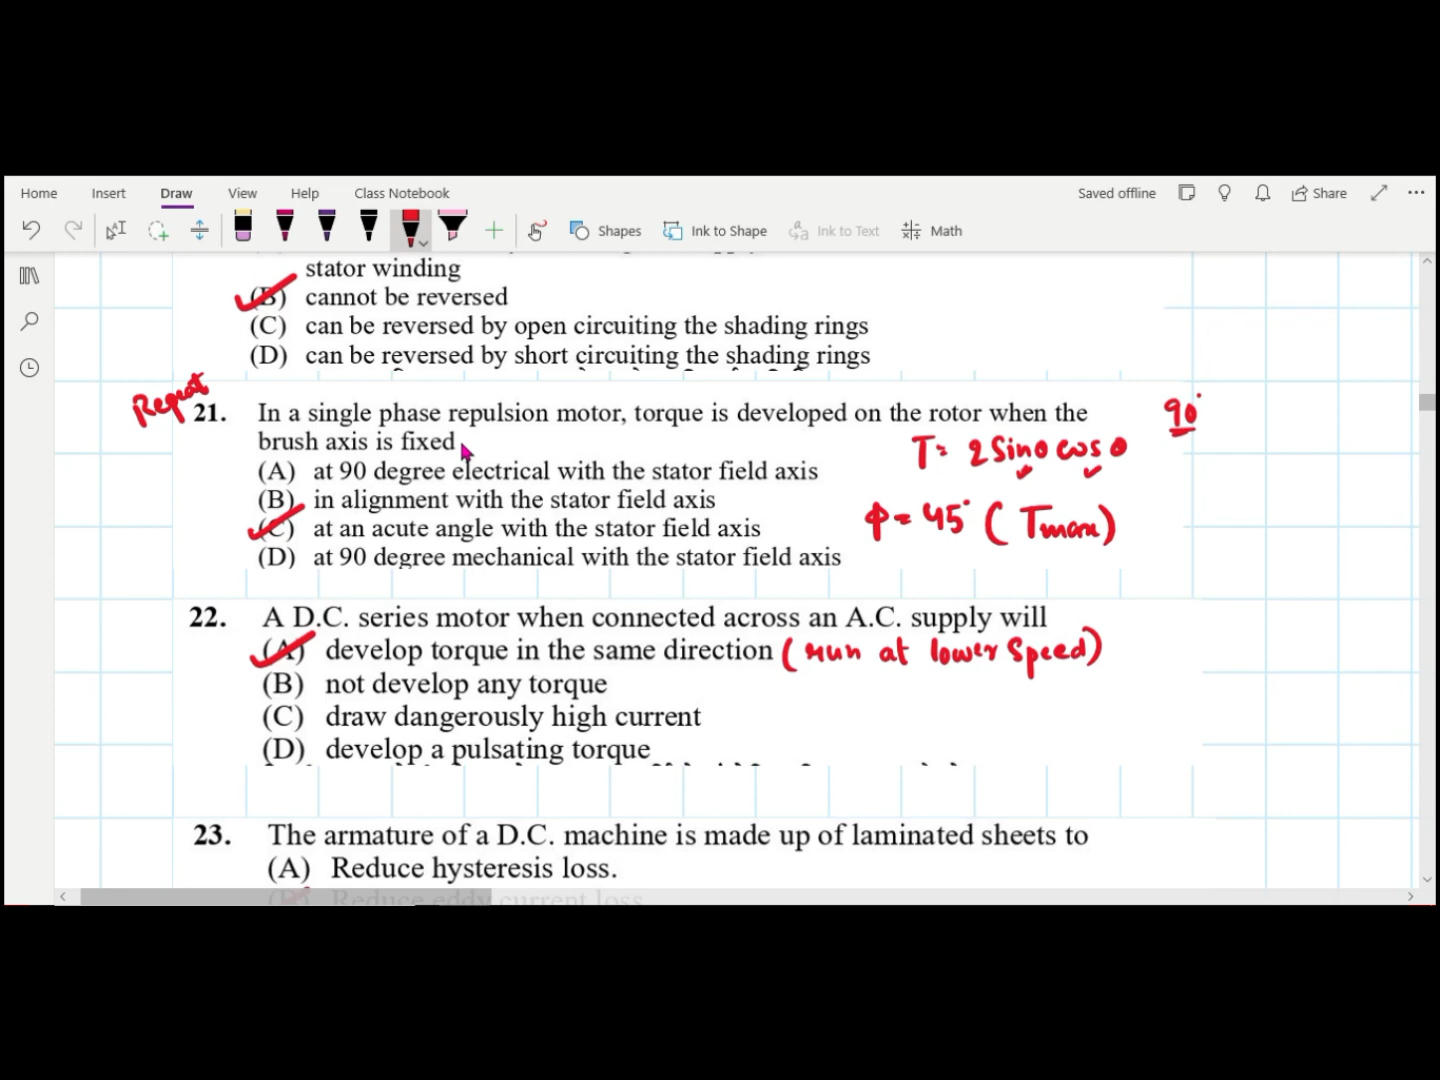 Home Insert Draw View Help Class Notebook Saved offline Share
Shapes Ink to Shape Ink to Text Math
stator winding
(B) cannot be reversed
(C) can be reversed by open circuiting the shading rings
(D) can be reversed by short circuiting the shading rings
Repeat
21. In a single phase repulsion motor, torque is developed on the rotor when the
90°
brush axis is fixed
T= 2 Sinθ cosθ
(A) at 90 degree electrical with the stator field axis
(B) in alignment with the stator field axis
(C) at an acute angle with the stator field axis
ϕ = 45° ( Tmax)
(D) at 90 degree mechanical with the stator field axis
22. A D.C. series motor when connected across an A.C. supply will
(A) develop torque in the same direction (run at lower Speed)
(B) not develop any torque
(C) draw dangerously high current
(D) develop a pulsating torque
23. The armature of a D.C. machine is made up of laminated sheets to
(A) Reduce hysteresis loss.
(B) Reduce eddy current loss